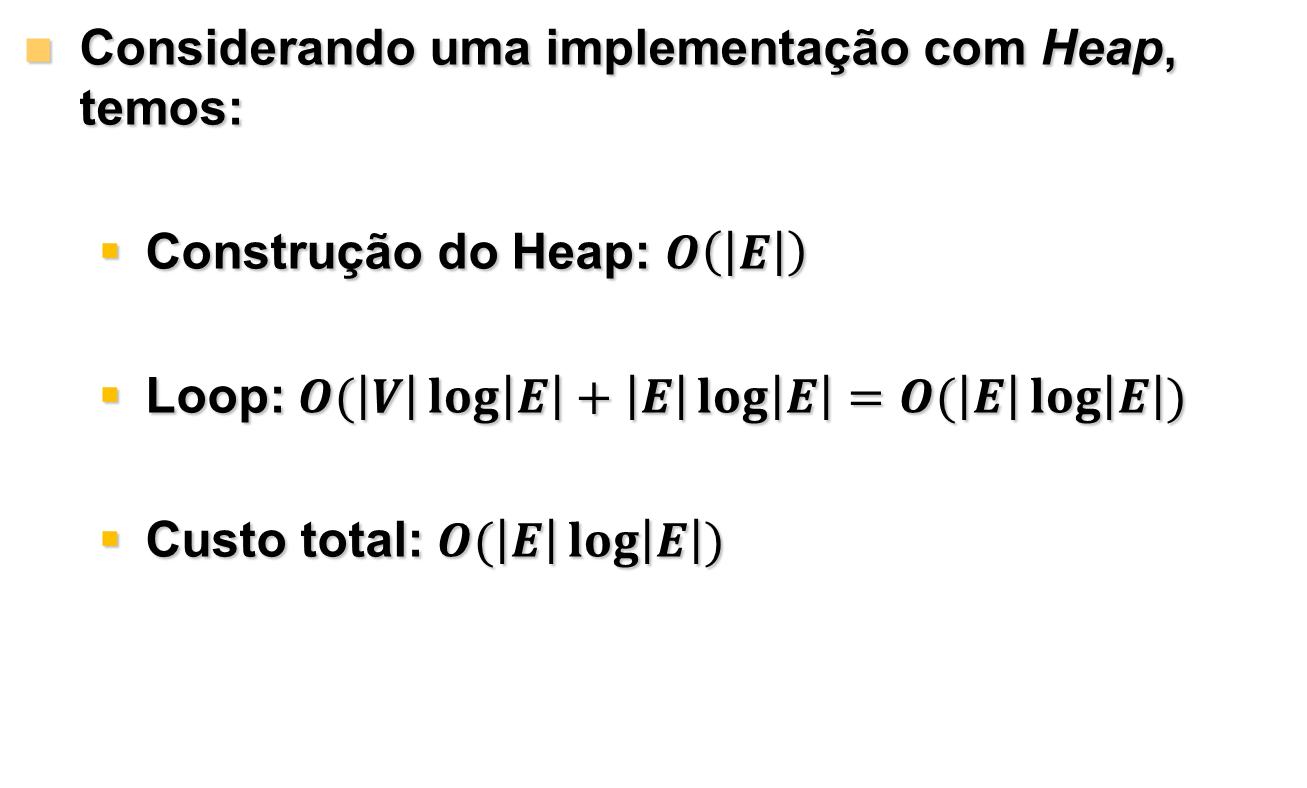 Considerando uma implementação com Heap,
temos:
Construção do Heap: O(|E|)
Loop: O(|V| log|E| + |E| log|E| = O(|E| log|E|)
Custo total: O(|E| log|E|)